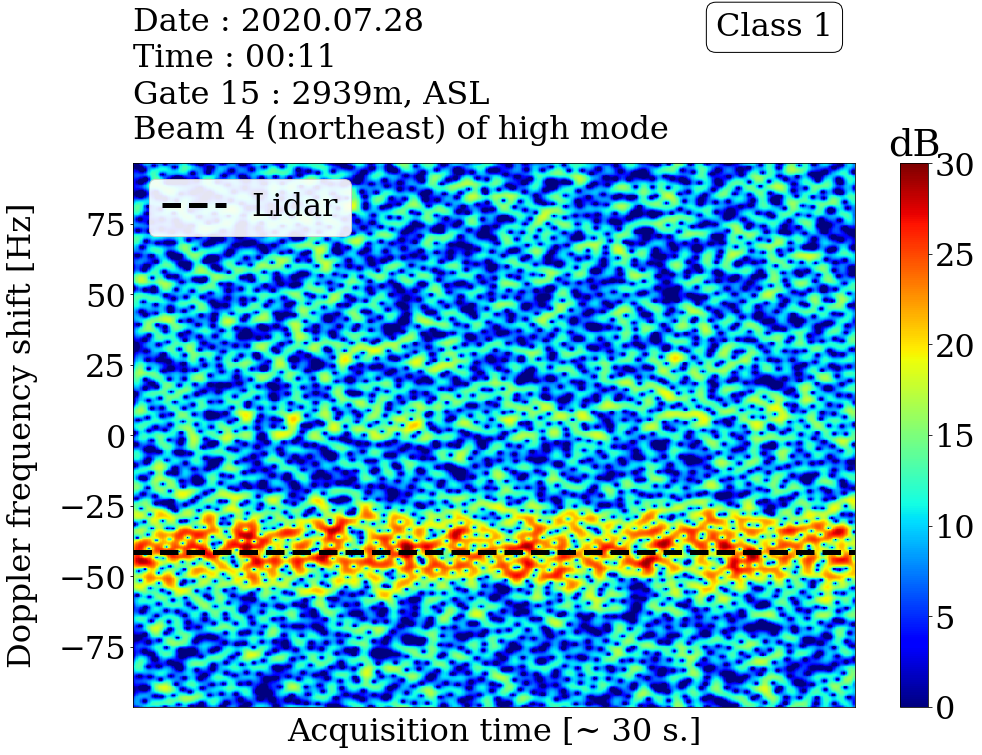 Date : 2020.07.28
Time : 00:11
Gate 15 : 2939m, ASL
Beam 4 (northeast) of high mode
Class 1
dB
Lidar
Doppler frequency shift [Hz]
75
50
25
0
−25
−50
−75
30
25
20
15
10
5
0
Acquisition time [~ 30 s.]